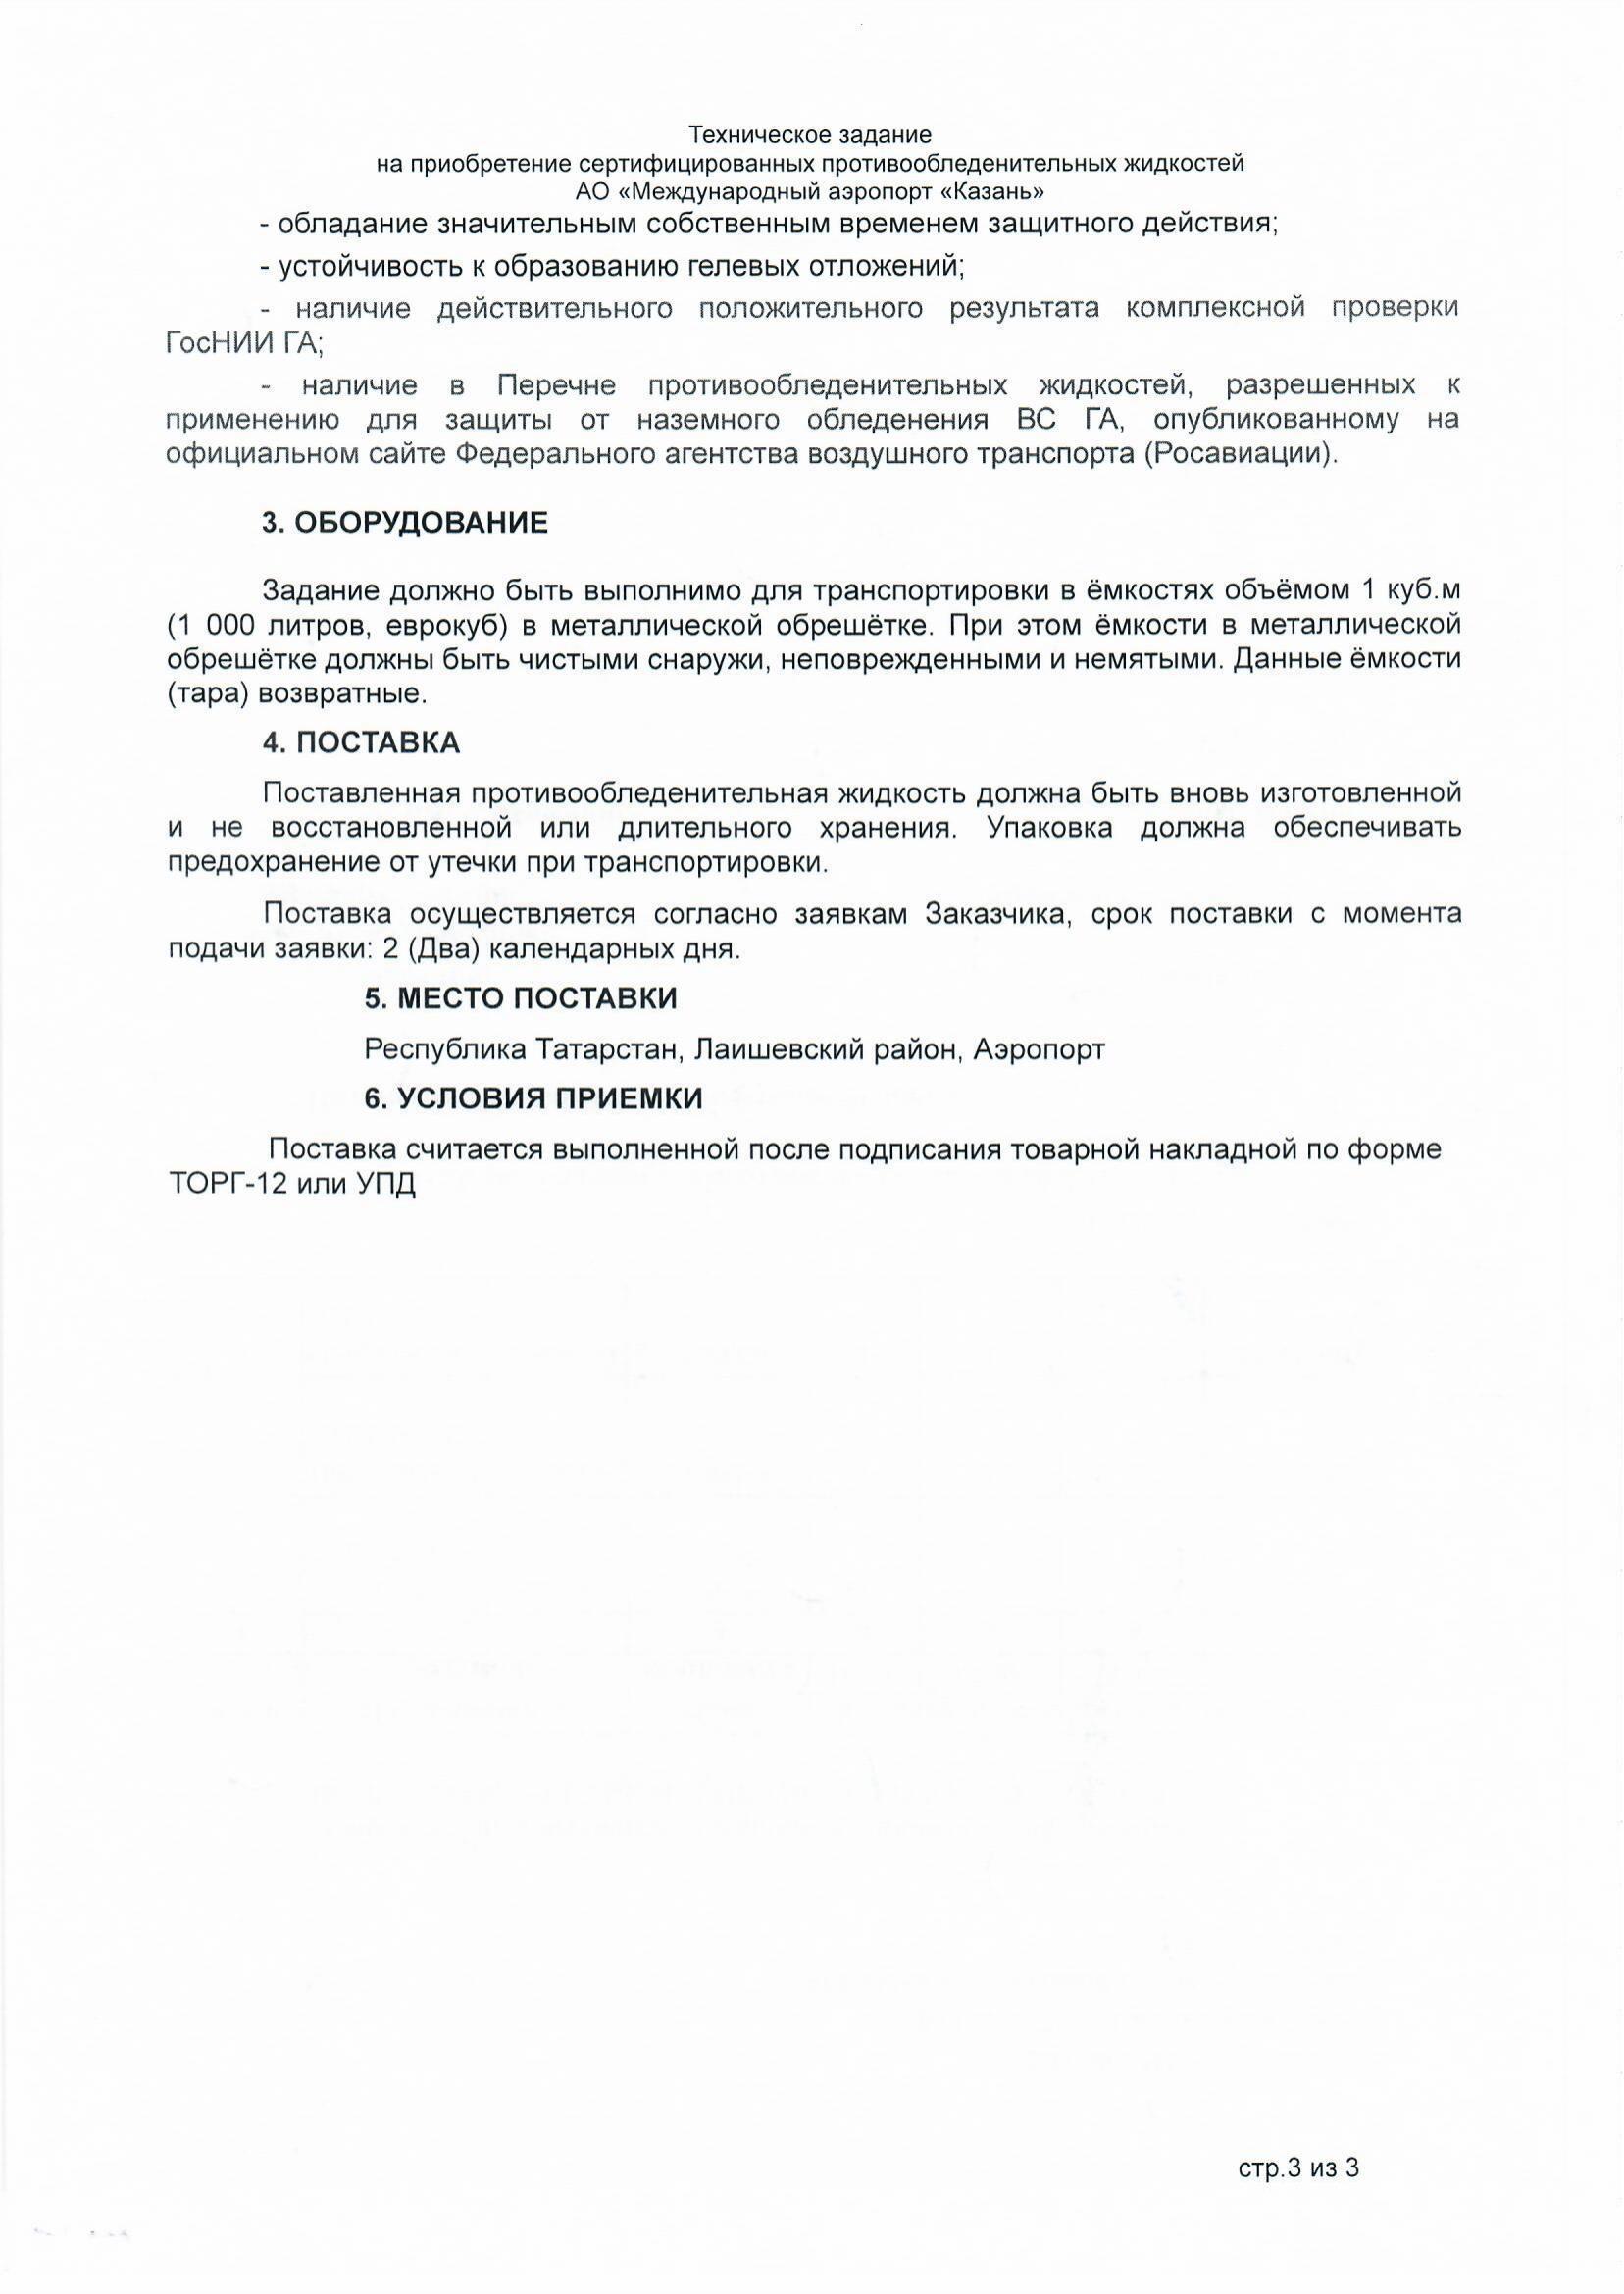 Техническое задание
на приобретение сертифицированных противообледенительных жидкостей
АО «Международный аэропорт «Казань»
- обладание значительным собственным временем защитного действия;
- устойчивость к образованию гелевых отложений;
- наличие действительного положительного результата комплексной проверки
ГосНИИ ГА;
- наличие в Перечне противообледенительных жидкостей, разрешенных к
применению для защиты от наземного обледенения ВС ГА, опубликованному на
официальном сайте Федерального агентства воздушного транспорта (Росавиации).
3. ОБОРУДОВАНИЕ
Задание должно быть выполнимо для транспортировки в ёмкостях объёмом 1 куб.м
(1 000 литров, еврокуб) в металлической обрешётке. При этом ёмкости в металлической
обрешётке должны быть чистыми снаружи, неповрежденными и немятыми. Данные ёмкости
(тара) возвратные.
4. ПОСТАВКА
Поставленная противообледенительная жидкость должна быть вновь изготовленной
и не восстановленной или длительного хранения. Упаковка должна обеспечивать
предохранение от утечки при транспортировки.
Поставка осуществляется согласно заявкам Заказчика, срок поставки с момента
подачи заявки: 2 (Два) календарных дня.
5. МЕСТО ПОСТАВКИ
Республика Татарстан, Лаишевский район, Аэропорт
6. УСЛОВИЯ ПРИЕМКИ
Поставка считается выполненной после подписания товарной накладной по форме
ТОРГ-12 или УПД
стр.3 из 3